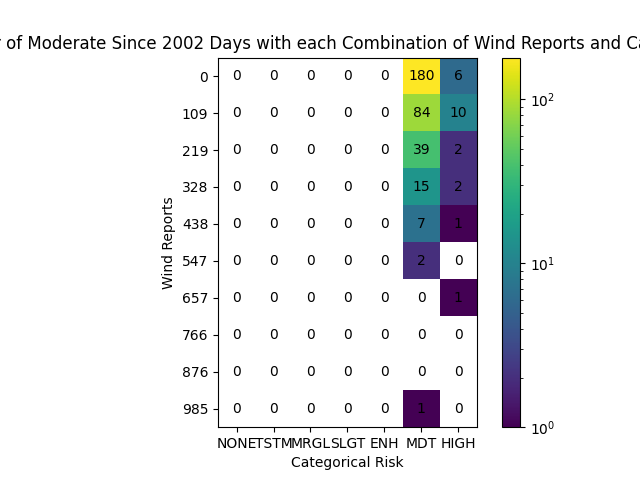 of Moderate Since 2002 Days with each Combination of Wind Reports and
0 0 0 0 0 0 180 6
109 0 0 0 0 0 84 10
219 0 0 0 0 0 39 2
328 0 0 0 0 0 15 2
438 0 0 0 0 0 7 1
547 0 0 0 0 0 2 0
657 0 0 0 0 0 0 1
766 0 0 0 0 0 0 0
876 0 0 0 0 0 0 0
985 0 0 0 0 0 1 0
NONE TSTM MRGL SLGT ENH MDT HIGH
Categorical Risk
Wind Reports
10²
10¹
10⁰